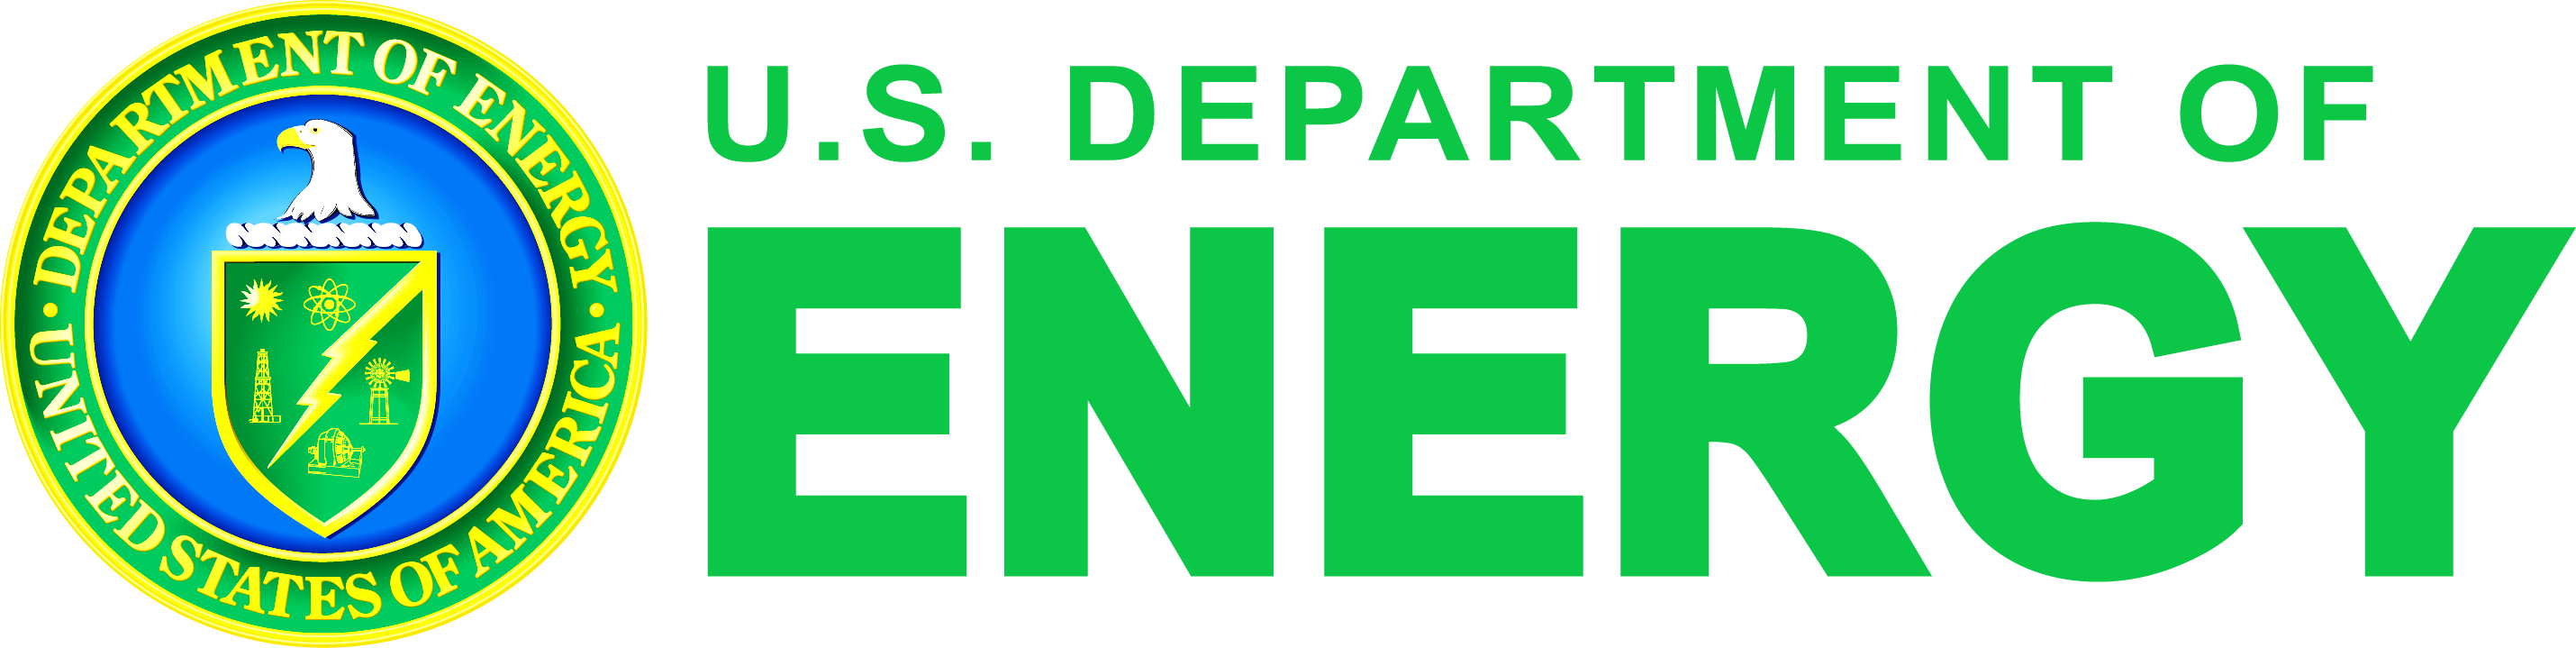 DEPARTMENT OF ENERGY
UNITED STATES OF AMERICA
U.S. DEPARTMENT OF
ENERGY